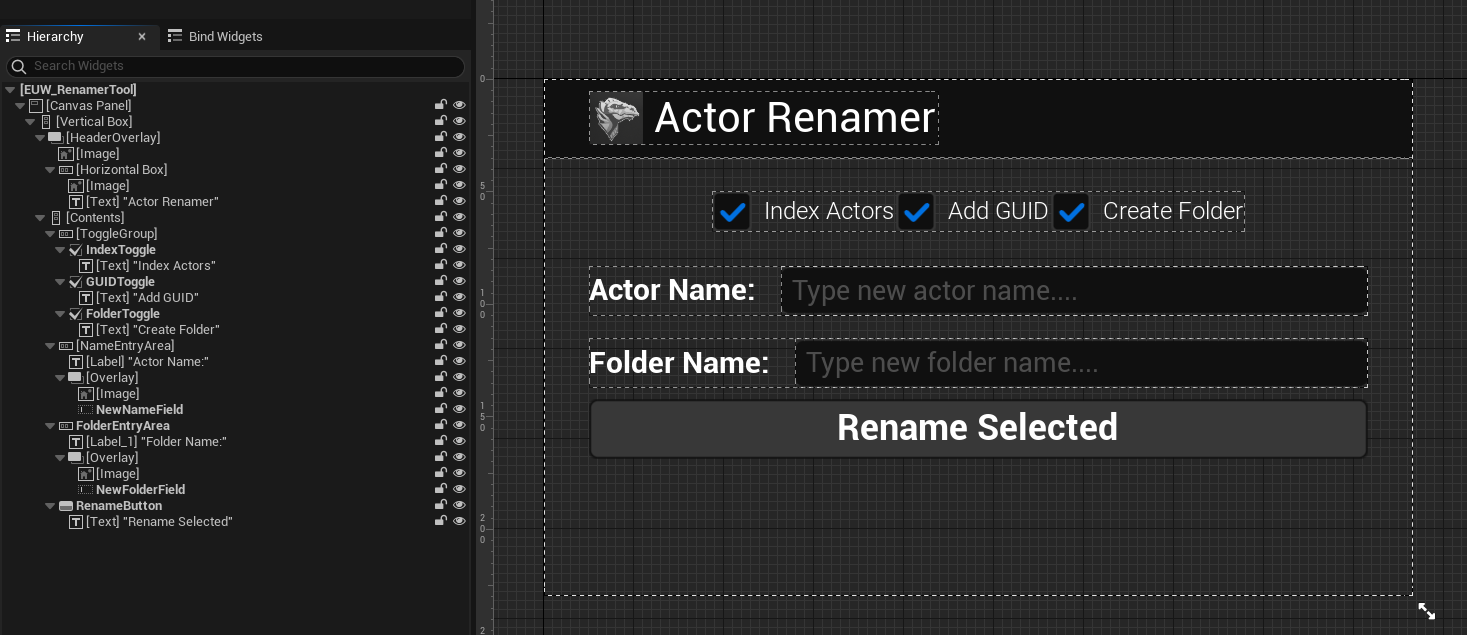 Hierarchy
Bind Widgets
Search Widgets
[EUW_RenamerTool]
[Canvas Panel]
[Vertical Box]
[HeaderOverlay]
[Image]
[Horizontal Box]
[Image]
[Text] "Actor Renamer"
[Contents]
[ToggleGroup]
IndexToggle
[Text] "Index Actors"
GUIDToggle
[Text] "Add GUID"
FolderToggle
[Text] "Create Folder"
[NameEntryArea]
[Label] "Actor Name:"
[Overlay]
[Image]
NewNameField
FolderEntryArea
[Label_1] "Folder Name:"
[Overlay]
[Image]
NewFolderField
RenameButton
[Text] "Rename Selected"
0
50
100
150
200
2
Actor Renamer
Index Actors Add GUID Create Folder
Actor Name: Type new actor name....
Folder Name: Type new folder name....
Rename Selected